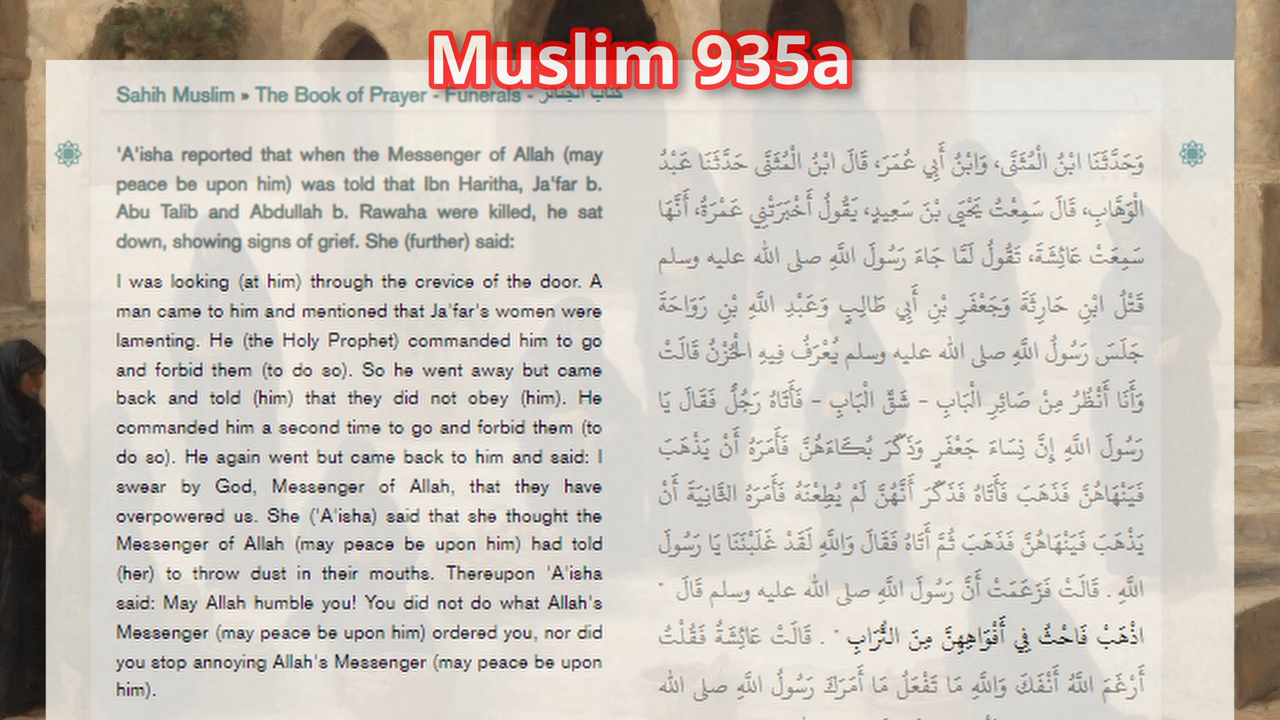 Muslim 935a
Sahih Muslim » The Book of Prayer - Funerals - كتاب الجنائز
'A'isha reported that when the Messenger of Allah (may
peace be upon him) was told that Ibn Haritha, Ja'far b.
Abu Talib and Abdullah b. Rawaha were killed, he sat
down, showing signs of grief. She (further) said:
I was looking (at him) through the crevice of the door. A
man came to him and mentioned that Ja'far's women were
lamenting. He (the Holy Prophet) commanded him to go
and forbid them (to do so). So he went away but came
back and told (him) that they did not obey (him). He
commanded him a second time to go and forbid them (to
do so). He again went but came back to him and said: I
swear by God, Messenger of Allah, that they have
overpowered us. She ('A'isha) said that she thought the
Messenger of Allah (may peace be upon him) had told
(her) to throw dust in their mouths. Thereupon 'A'isha
said: May Allah humble you! You did not do what Allah's
Messenger (may peace be upon him) ordered you, nor did
you stop annoying Allah's Messenger (may peace be upon
him).
وَحَدَّثَنَا ابْنُ الْمُثَنَّى، وَابْنُ أَبِي عُمَرَ، قَالَ ابْنُ الْمُثَنَّى حَدَّثَنَا عَبْدُ
الْوَهَّابِ، قَالَ سَمِعْتُ يَحْيَى بْنَ سَعِيدٍ، يَقُولُ أَخْبَرَتْنِي عَمْرَةُ، أَنَّهَا
سَمِعَتْ عَائِشَةَ، تَقُولُ لَمَّا جَاءَ رَسُولَ اللَّهِ صلى الله عليه وسلم
قَتْلُ ابْنِ حَارِثَةَ وَجَعْفَرِ بْنِ أَبِي طَالِبٍ وَعَبْدِ اللَّهِ بْنِ رَوَاحَةَ
جَلَسَ رَسُولُ اللَّهِ صلى الله عليه وسلم يُعْرَفُ فِيهِ الْحُزْنُ قَالَتْ
وَأَنَا أَنْظُرُ مِنْ صَائِرِ الْبَابِ - شَقِّ الْبَابِ - فَأَتَاهُ رَجُلٌ فَقَالَ يَا
رَسُولَ اللَّهِ إِنَّ نِسَاءَ جَعْفَرٍ وَذَكَرَ بُكَاءَهُنَّ فَأَمَرَهُ أَنْ يَذْهَبَ
فَيَنْهَاهُنَّ فَذَهَبَ فَأَتَاهُ فَذَكَرَ أَنَّهُنَّ لَمْ يُطِعْنَهُ فَأَمَرَهُ الثَّانِيَةَ أَنْ
يَذْهَبَ فَيَنْهَاهُنَّ فَذَهَبَ ثُمَّ أَتَاهُ فَقَالَ وَاللَّهِ لَقَدْ غَلَبْنَنَا يَا رَسُولَ
اللَّهِ . قَالَتْ فَزَعَمَتْ أَنَّ رَسُولَ اللَّهِ صلى الله عليه وسلم قَالَ "
اذْهَبْ فَاحْثُ فِي أَفْوَاهِهِنَّ مِنَ التُّرَابِ " . قَالَتْ عَائِشَةُ فَقُلْتُ
أَرْغَمَ اللَّهُ أَنْفَكَ وَاللَّهِ مَا تَفْعَلُ مَا أَمَرَكَ رَسُولُ اللَّهِ صلى الله